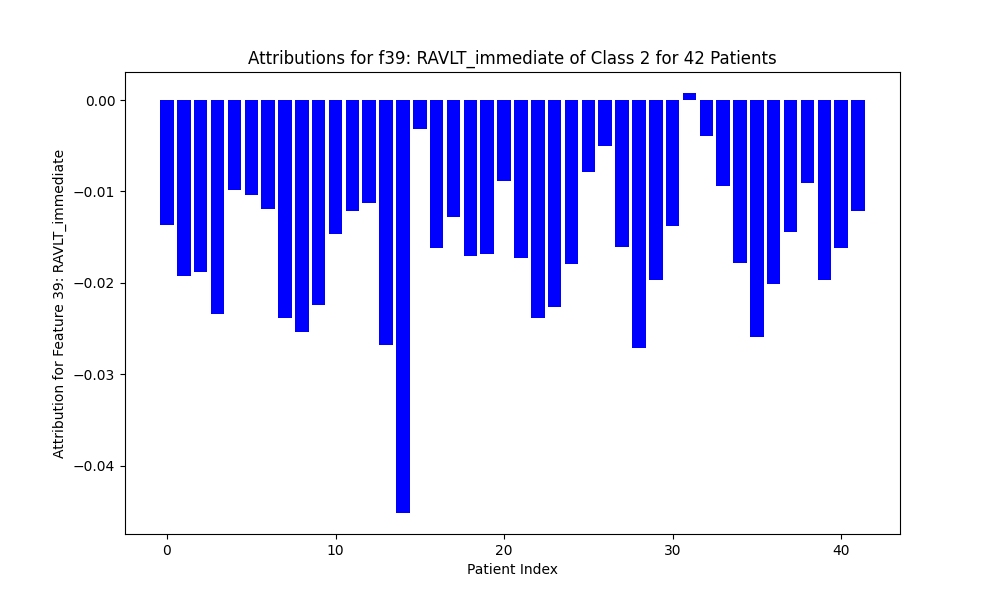 Attributions for f39: RAVLT_immediate of Class 2 for 42 Patients
Attribution for Feature 39: RAVLT_immediate
0.00
−0.01
−0.02
−0.03
−0.04
0 10 20 30 40
Patient Index